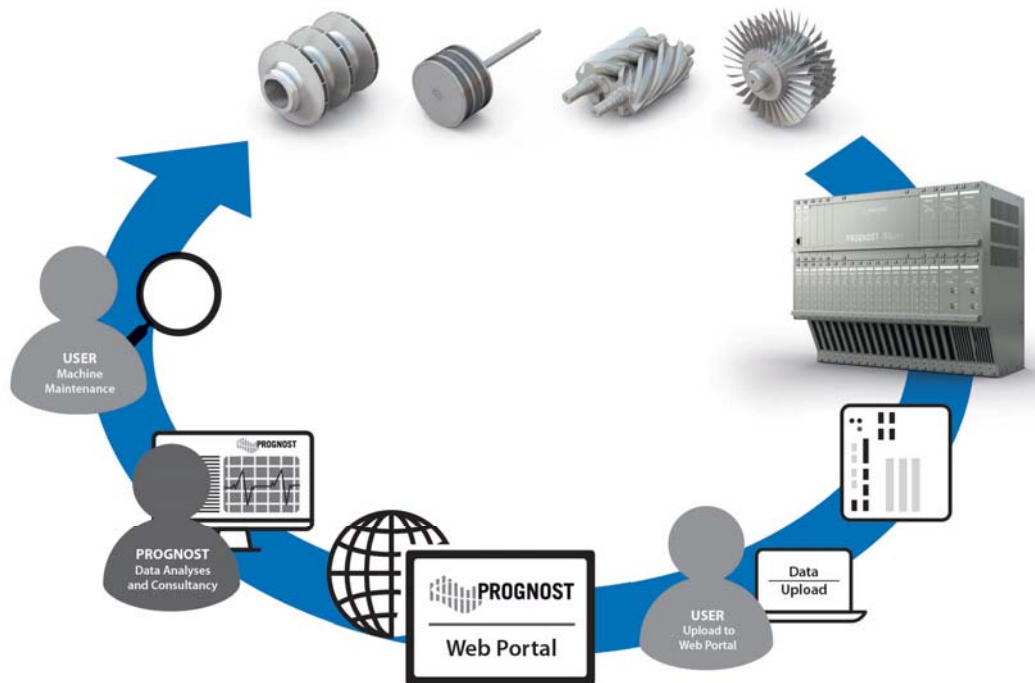 PROGNOST
USER
Machine
Maintenance
PROGNOST
PROGNOST
Data Analyses
and Consultancy
PROGNOST
Web Portal
Data
Upload
USER
Upload to
Web Portal